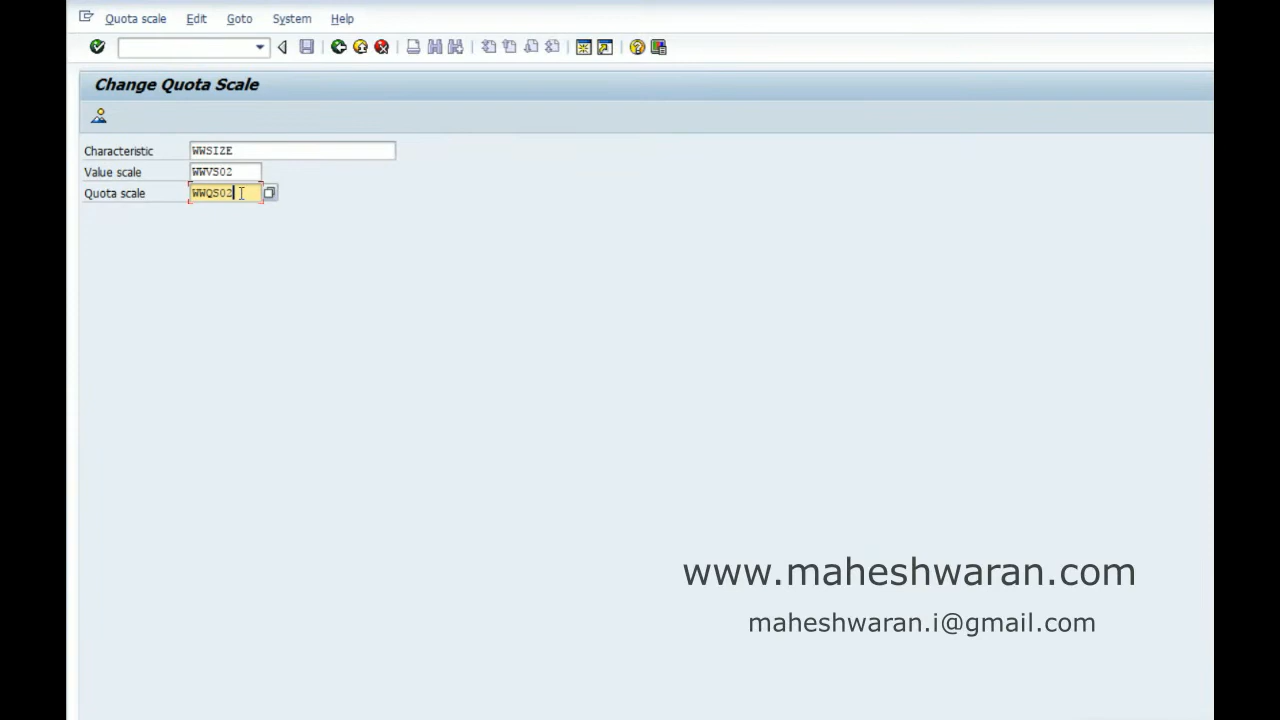 Quota scale Edit Goto System Help
Change Quota Scale
Characteristic WWSIZE
Value scale WWVS02
Quota scale WWQS02
www.maheshwaran.com
maheshwaran.i@gmail.com